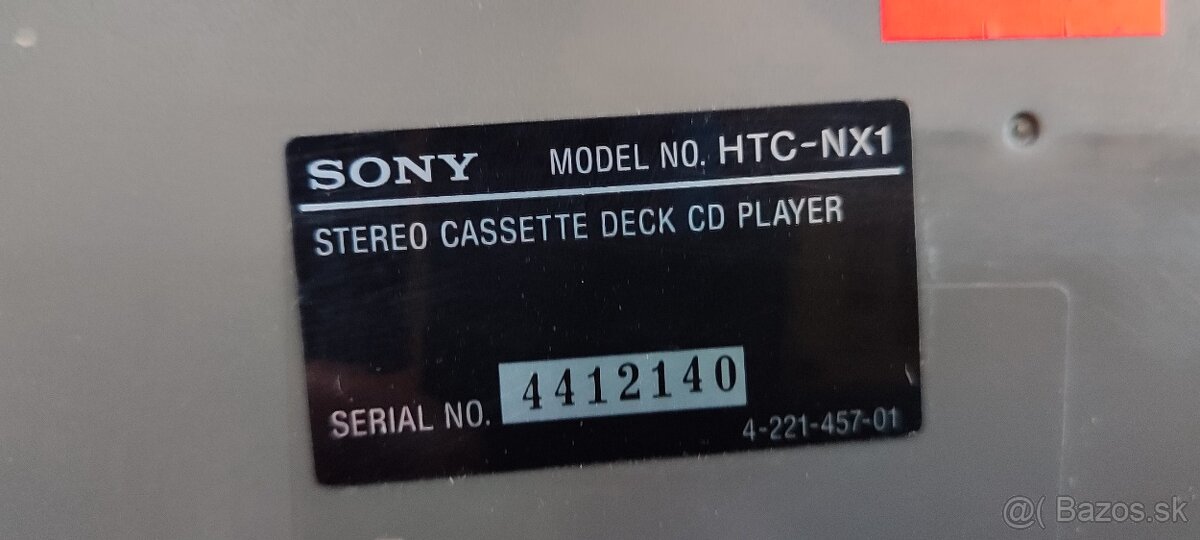 SONY MODEL NO. HTC-NX1
STEREO CASSETTE DECK CD PLAYER
SERIAL NO. 4412140
4-221-457-01
@( Bazos.sk